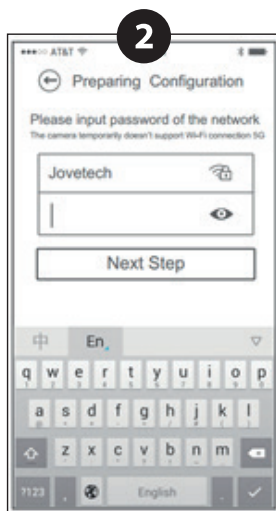 2
AT&T
Preparing Configuration
Please input password of the network
The camera temporarily doesn't support Wi-Fi connection 5G
Jovetech
Next Step
中 En
q w e r t y u i o p
a s d f g h j k l
z x c v b n m
?123 , English .